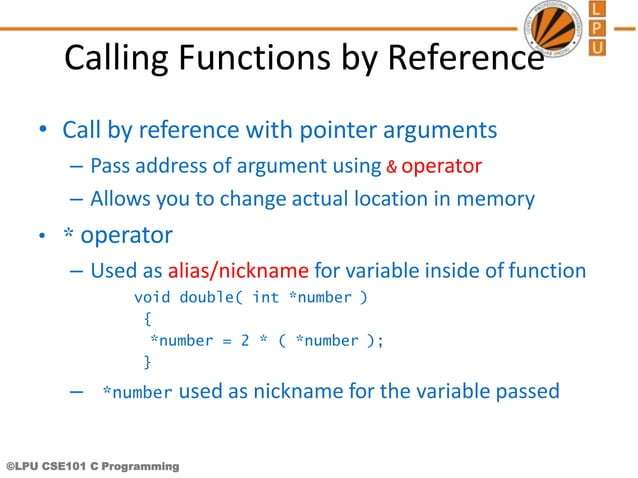 L
P
U
Calling Functions by Reference
• Call by reference with pointer arguments
– Pass address of argument using & operator
– Allows you to change actual location in memory
• * operator
– Used as alias/nickname for variable inside of function
void double( int *number )
{
*number = 2 * ( *number );
}
– *number used as nickname for the variable passed
©LPU CSE101 C Programming